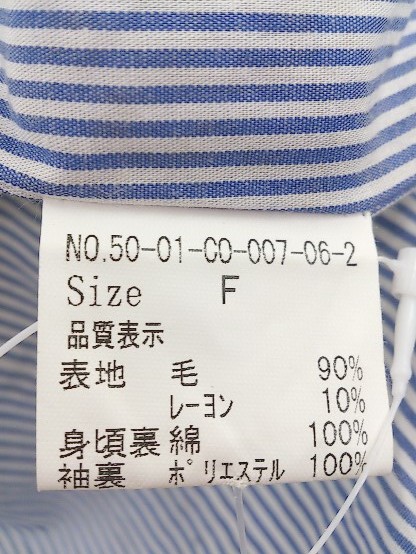 NO.50-01-CO-007-06-2
Size F
品質表示
表地 毛 90%
レーヨン 10%
身頃裏 綿 100%
袖裏 ポリエステル 100%